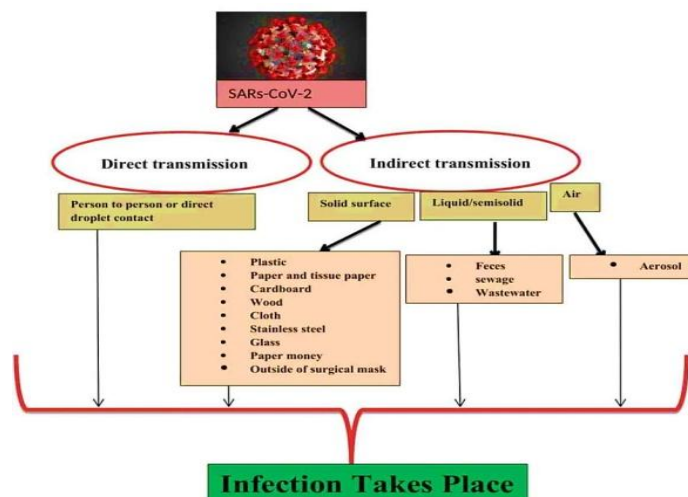 SARs-CoV-2
Direct transmission
Indirect transmission
Person to person or direct
droplet contact
Solid surface
Liquid/semisolid
Air
Plastic
Paper and tissue paper
Cardboard
Wood
Cloth
Stainless steel
Glass
Paper money
Outside of surgical mask
Feces
sewage
Wastewater
Aerosol
Infection Takes Place